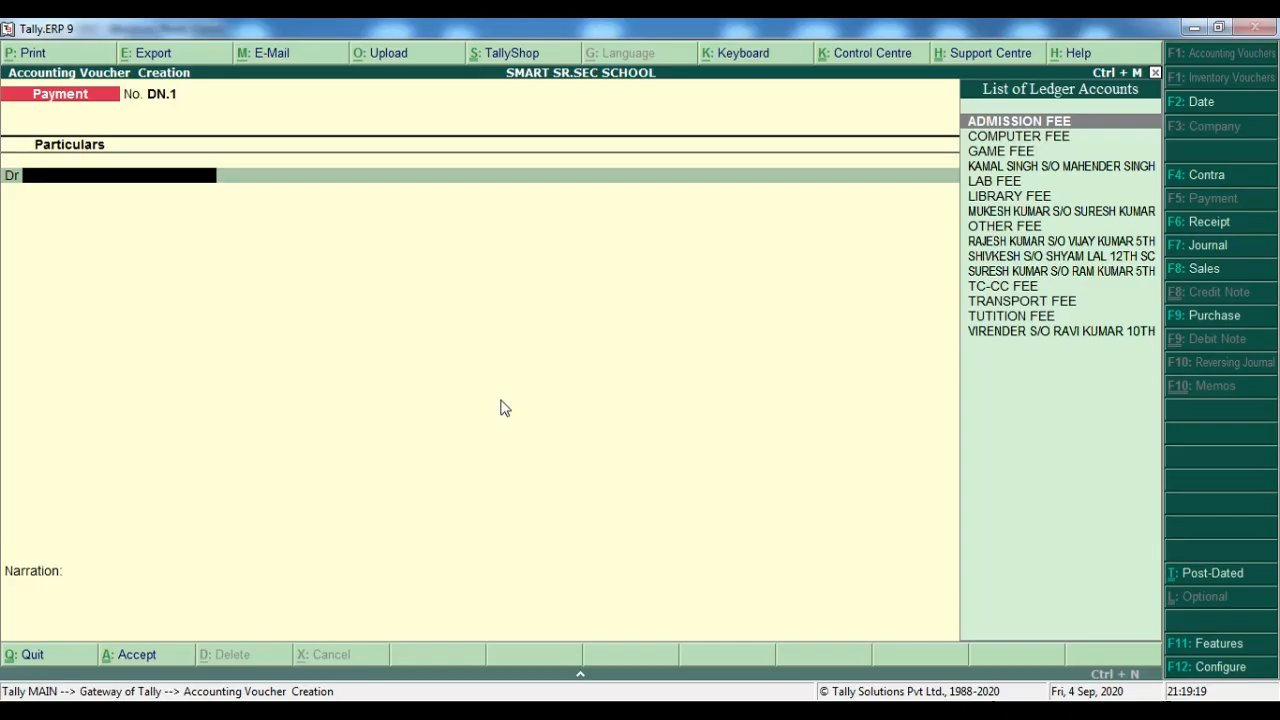 Tally.ERP 9
P: Print E: Export M: E-Mail O: Upload S: TallyShop G: Language K: Keyboard K: Control Centre H: Support Centre H: Help
Accounting Voucher Creation SMART SR.SEC SCHOOL Ctrl + M
Payment No. DN.1
Particulars
Dr
Narration:
List of Ledger Accounts
ADMISSION FEE
COMPUTER FEE
GAME FEE
KAMAL SINGH S/O MAHENDER SINGH
LAB FEE
LIBRARY FEE
MUKESH KUMAR S/O SURESH KUMAR
OTHER FEE
RAJESH KUMAR S/O VIJAY KUMAR 5TH
SHIVKESH S/O SHYAM LAL 12TH SC
SURESH KUMAR S/O RAM KUMAR 5TH
TC-CC FEE
TRANSPORT FEE
TUTITION FEE
VIRENDER S/O RAVI KUMAR 10TH
F1: Accounting Vouchers
F1: Inventory Vouchers
F2: Date
F3: Company
F4: Contra
F5: Payment
F6: Receipt
F7: Journal
F8: Sales
F8: Credit Note
F9: Purchase
F9: Debit Note
F10: Reversing Journal
F10: Memos
T: Post-Dated
L: Optional
F11: Features
F12: Configure
Q: Quit A: Accept D: Delete X: Cancel
Ctrl + N
Tally MAIN --> Gateway of Tally --> Accounting Voucher Creation © Tally Solutions Pvt Ltd., 1988-2020 Fri, 4 Sep, 2020 21:19:19